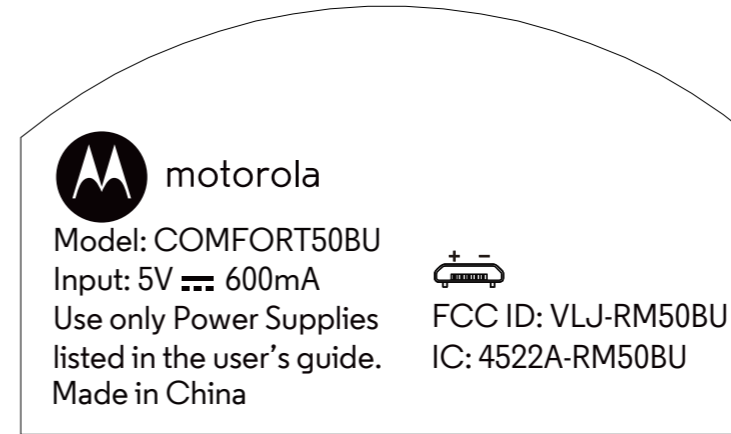 motorola
Model: COMFORT50BU
Input: 5V ⎓ 600mA
Use only Power Supplies
listed in the user's guide.
Made in China
+ −
FCC ID: VLJ-RM50BU
IC: 4522A-RM50BU